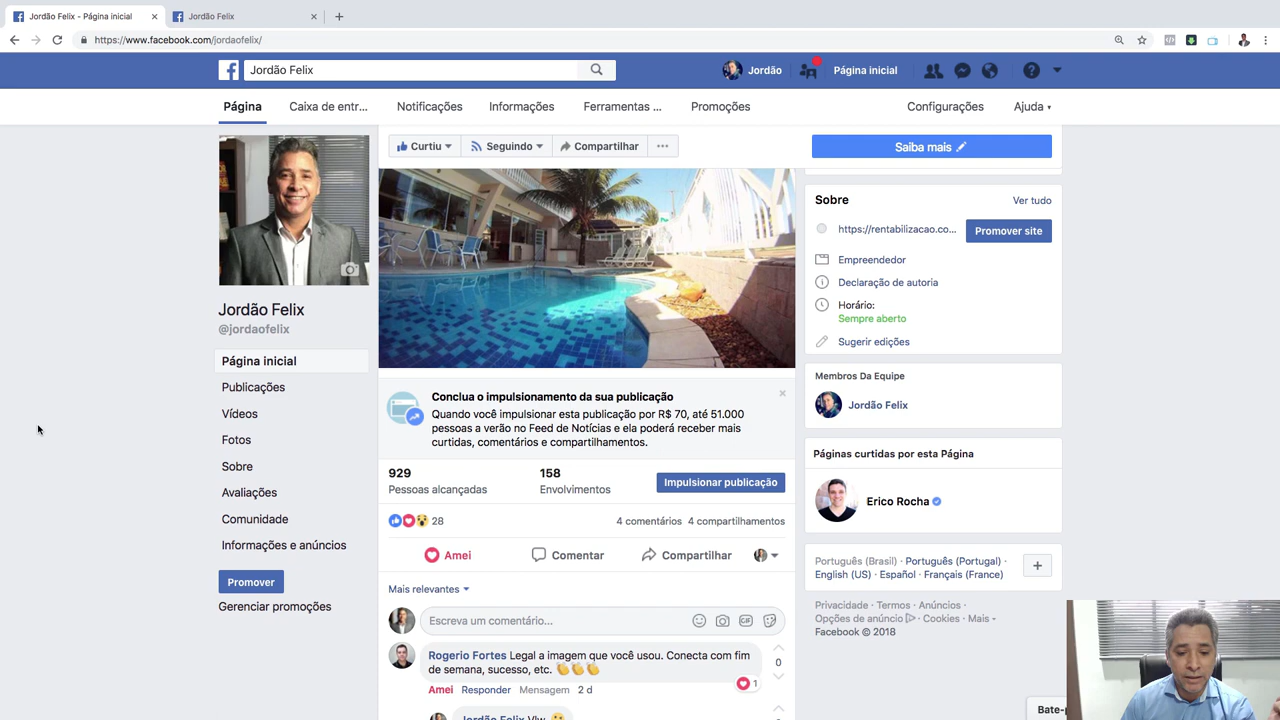 Jordão Felix - Página inicial
Jordão Felix
https://www.facebook.com/jordaofelix/
Jordão Felix
Jordão
Página inicial
Página
Caixa de entr...
Notificações
Informações
Ferramentas ...
Promoções
Configurações
Ajuda
Curtiu
Seguindo
Compartilhar
Saiba mais
Jordão Felix
@jordaofelix
Página inicial
Publicações
Vídeos
Fotos
Sobre
Avaliações
Comunidade
Informações e anúncios
Promover
Gerenciar promoções
Conclua o impulsionamento da sua publicação
Quando você impulsionar esta publicação por R$ 70, até 51.000
pessoas a verão no Feed de Notícias e ela poderá receber mais
curtidas, comentários e compartilhamentos.
929
Pessoas alcançadas
158
Envolvimentos
Impulsionar publicação
28
4 comentários 4 compartilhamentos
Amei
Comentar
Compartilhar
Mais relevantes
Escreva um comentário...
GIF
Rogerio Fortes Legal a imagem que você usou. Conecta com fim
de semana, sucesso, etc. 👏👏👏
1
0
Amei Responder Mensagem 2 d
Jordão Felix Vlw
Sobre
Ver tudo
https://rentabilizacao.co...
Promover site
Empreendedor
Declaração de autoria
Horário:
Sempre aberto
Sugerir edições
Membros Da Equipe
Jordão Felix
Páginas curtidas por esta Página
Erico Rocha
Português (Brasil) · Português (Portugal) ·
English (US) · Español · Français (France)
Privacidade · Termos · Anúncios ·
Opções de anúncio · Cookies · Mais
Facebook © 2018
Bate-p